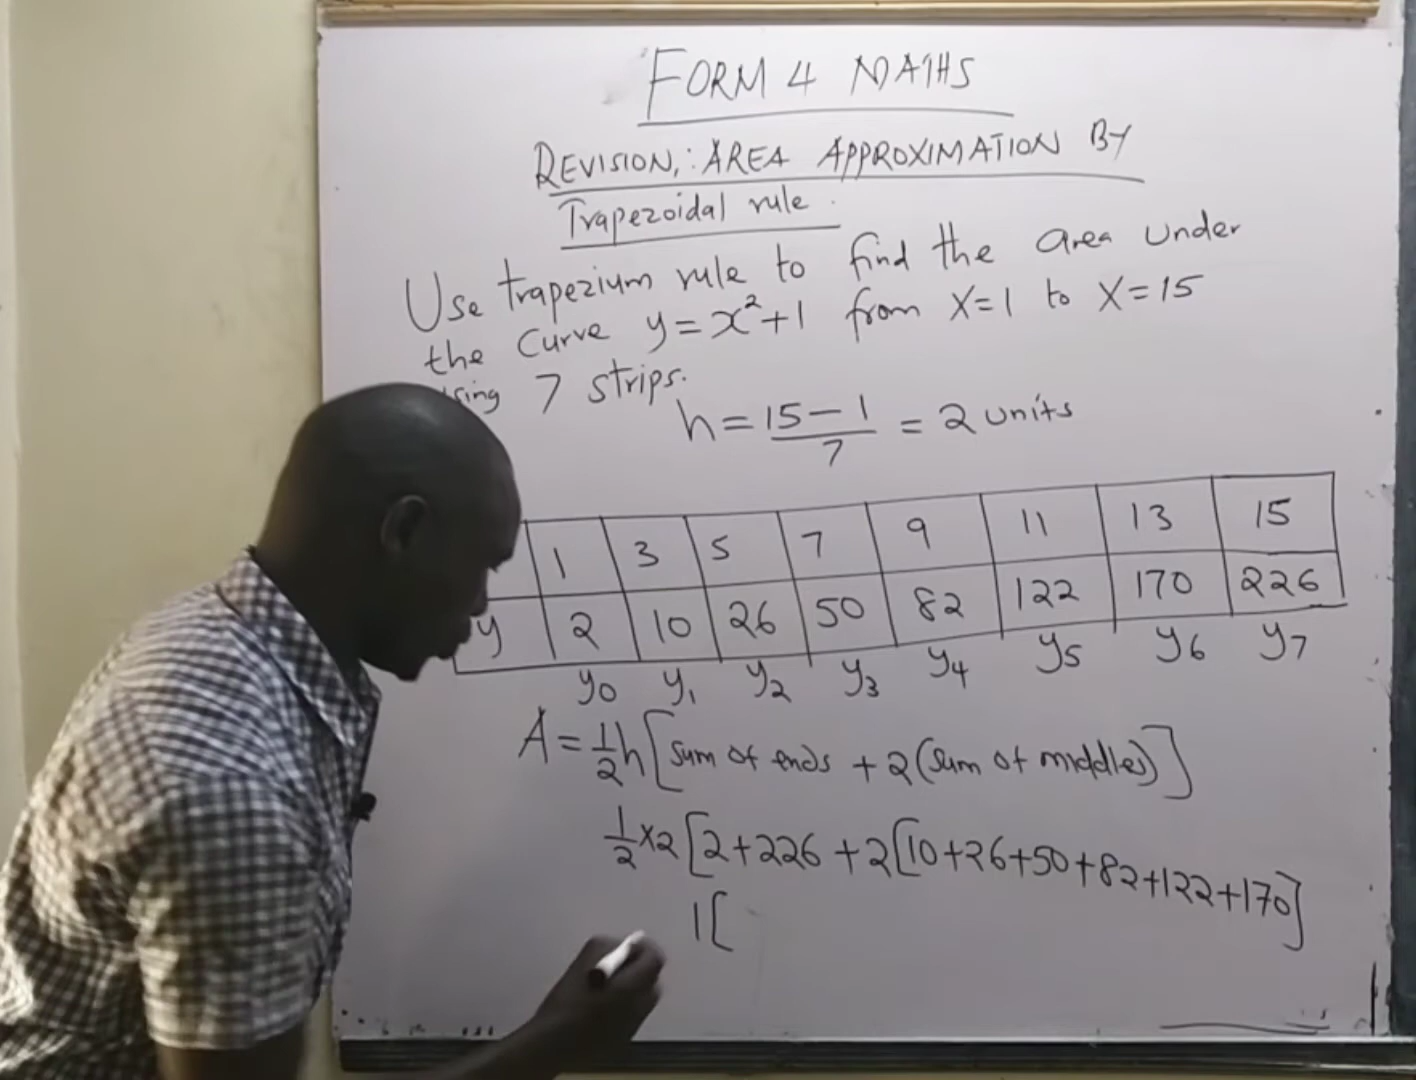 FORM 4 MATHS
REVISION: AREA APPROXIMATION BY
Trapezoidal rule.
Use trapezium rule to find the area under
the curve y = x²+1 from X=1 to X=15
7 strips.
h = 15 - 1 / 7 = 2 units
1 3 5 7 9 11 13 15
y 2 10 26 50 82 122 170 226
y0 y1 y2 y3 y4 y5 y6 y7
A = 1/2 h [sum of ends + 2(sum of middles)]
1/2 ×2 [2+226+2[10+26+50+82+122+170]
1[